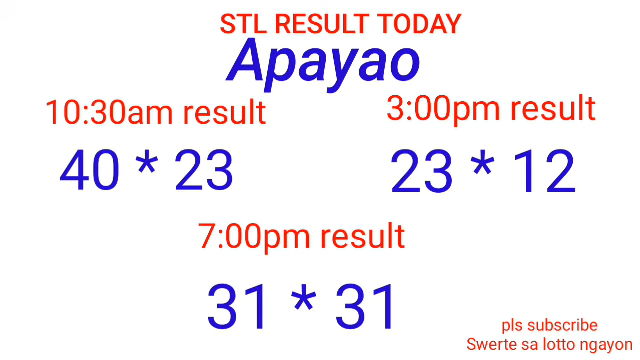 STL RESULT TODAY
Apayao
10:30am result
40 * 23
3:00pm result
23 * 12
7:00pm result
31 * 31
pls subscribe
Swerte sa lotto ngayon